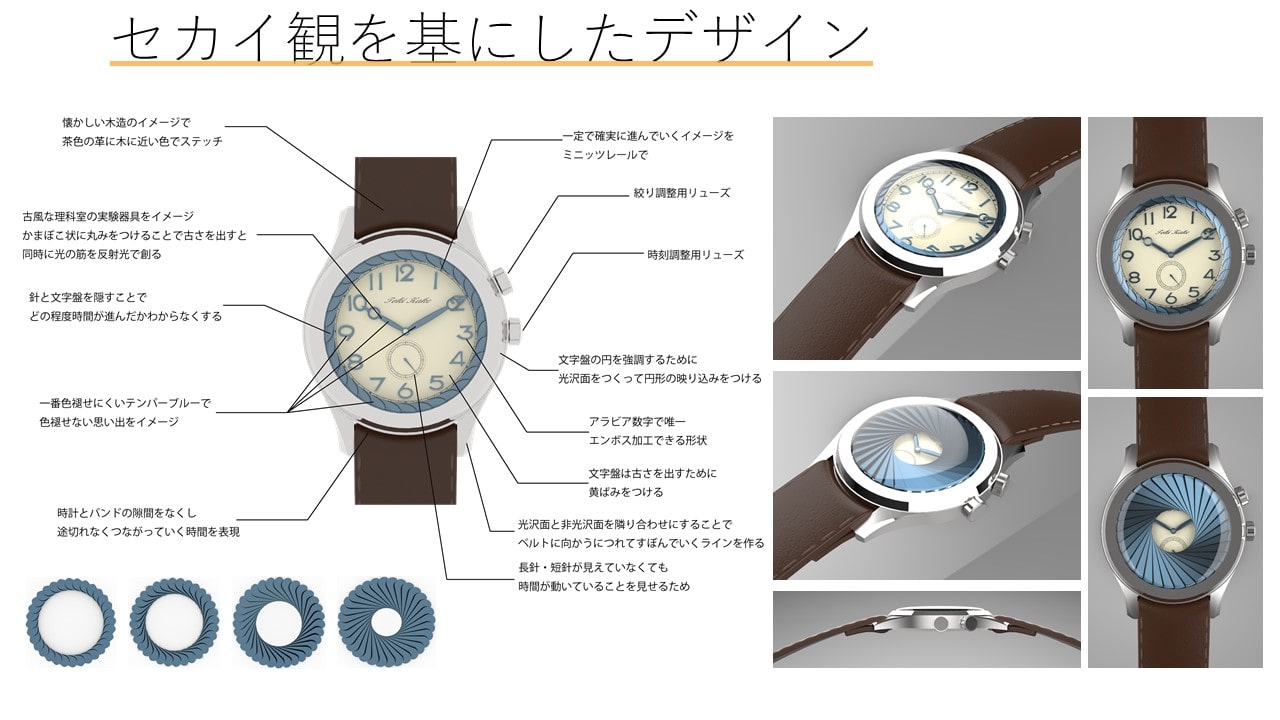 セカイ観を基にしたデザイン
懐かしい木造のイメージで
茶色の革に木に近い色でステッチ
古風な理科室の実験器具をイメージ
かまぼこ状に丸みをつけることで古さを出すと
同時に光の筋を反射光で創る
針と文字盤を隠すことで
どの程度時間が進んだかわからなくする
一番色褪せにくいテンパーブルーで
色褪せない思い出をイメージ
時計とバンドの隙間をなくし
途切れなくつながっていく時間を表現
12
11
10
9
8
7
6
5
4
3
2
1
一定で確実に進んでいくイメージを
ミニッツレールで
絞り調整用リューズ
時刻調整用リューズ
文字盤の円を強調するために
光沢面をつくって円形の映り込みをつける
アラビア数字で唯一
エンボス加工できる形状
文字盤は古さを出すために
黄ばみをつける
光沢面と非光沢面を隣り合わせにすることで
ベルトに向かうにつれてすぼんでいくラインを作る
長針・短針が見えていなくても
時間が動いていることを見せるため